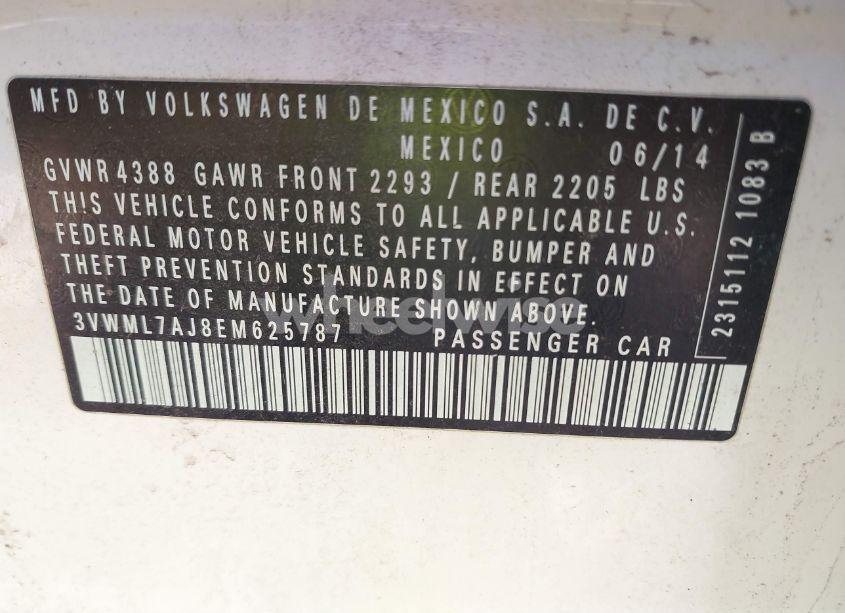 MFD BY VOLKSWAGEN DE MEXICO S.A. DE C.V.
MEXICO 06/14
GVWR 4388 GAWR FRONT 2293 / REAR 2205 LBS
THIS VEHICLE CONFORMS TO ALL APPLICABLE U.S.
FEDERAL MOTOR VEHICLE SAFETY, BUMPER AND
THEFT PREVENTION STANDARDS IN EFFECT ON
THE DATE OF MANUFACTURE SHOWN ABOVE.
3VWML7AJ8EM625787 PASSENGER CAR
2315112 1083 B
wheelwise